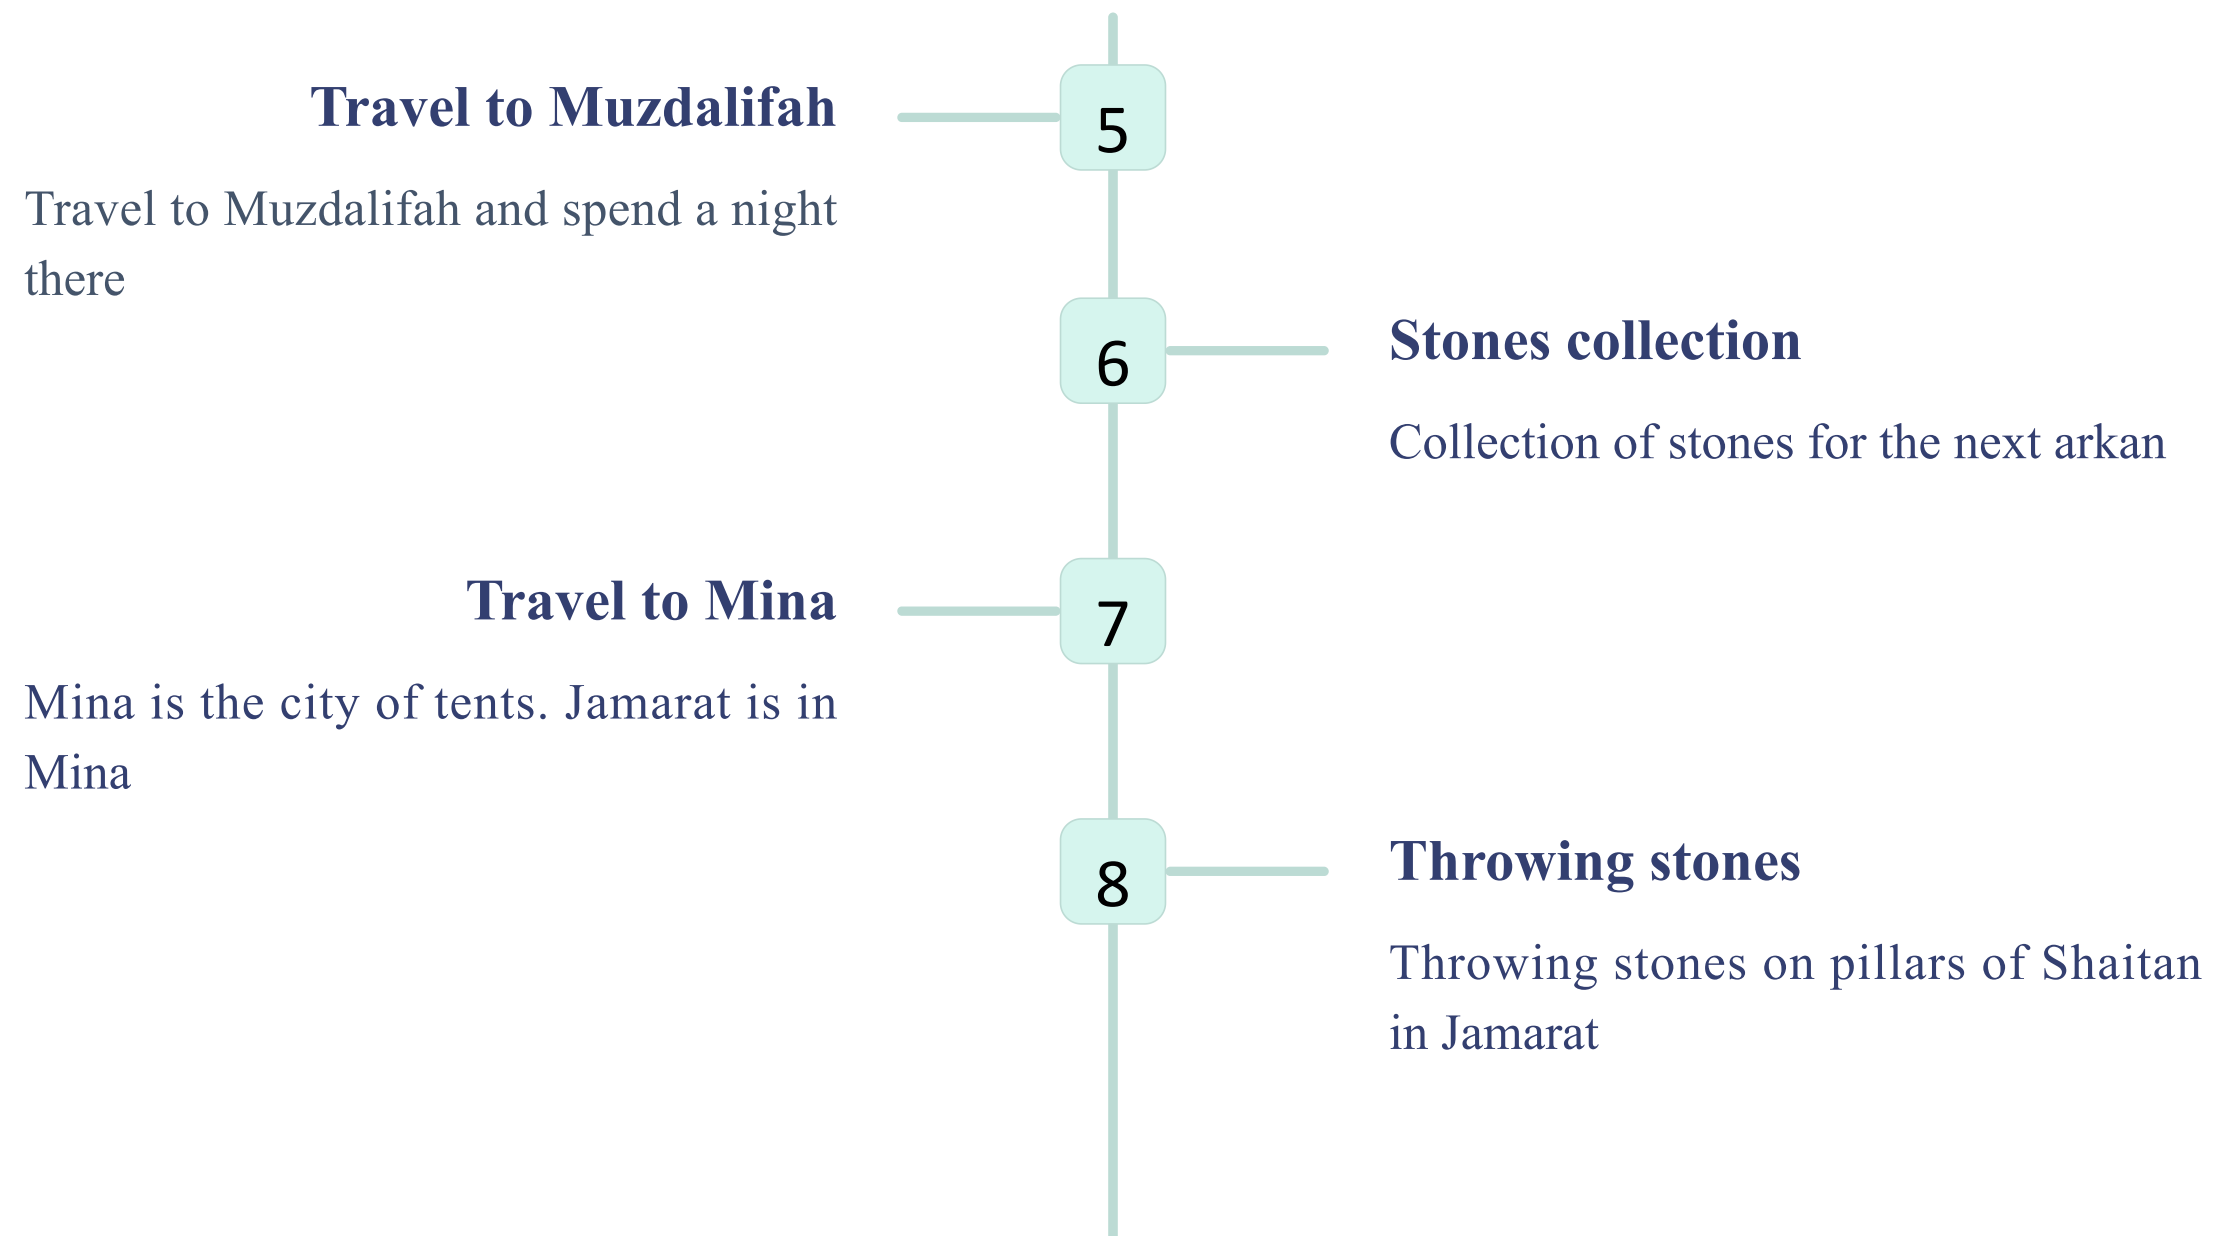 Travel to Muzdalifah
5
Travel to Muzdalifah and spend a night
there
6
Stones collection
Collection of stones for the next arkan
Travel to Mina
7
Mina is the city of tents. Jamarat is in
Mina
8
Throwing stones
Throwing stones on pillars of Shaitan
in Jamarat